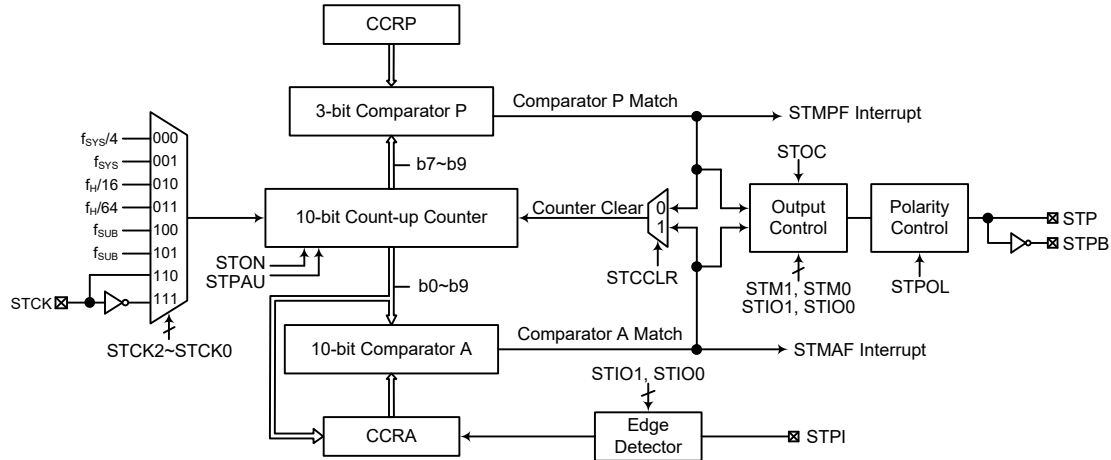 CCRP
3-bit Comparator P
Comparator P Match
STMPF Interrupt
fSYS/4
000
fSYS
001
fH/16
010
fH/64
011
fSUB
100
fSUB
101
110
111
STCK
STCK2~STCK0
b7~b9
10-bit Count-up Counter
STON
STPAU
b0~b9
Counter Clear
0
1
STCCLR
STOC
Output
Control
STM1, STM0
STIO1, STIO0
Polarity
Control
STPOL
STP
STPB
10-bit Comparator A
Comparator A Match
STMAF Interrupt
STIO1, STIO0
CCRA
Edge
Detector
STPI